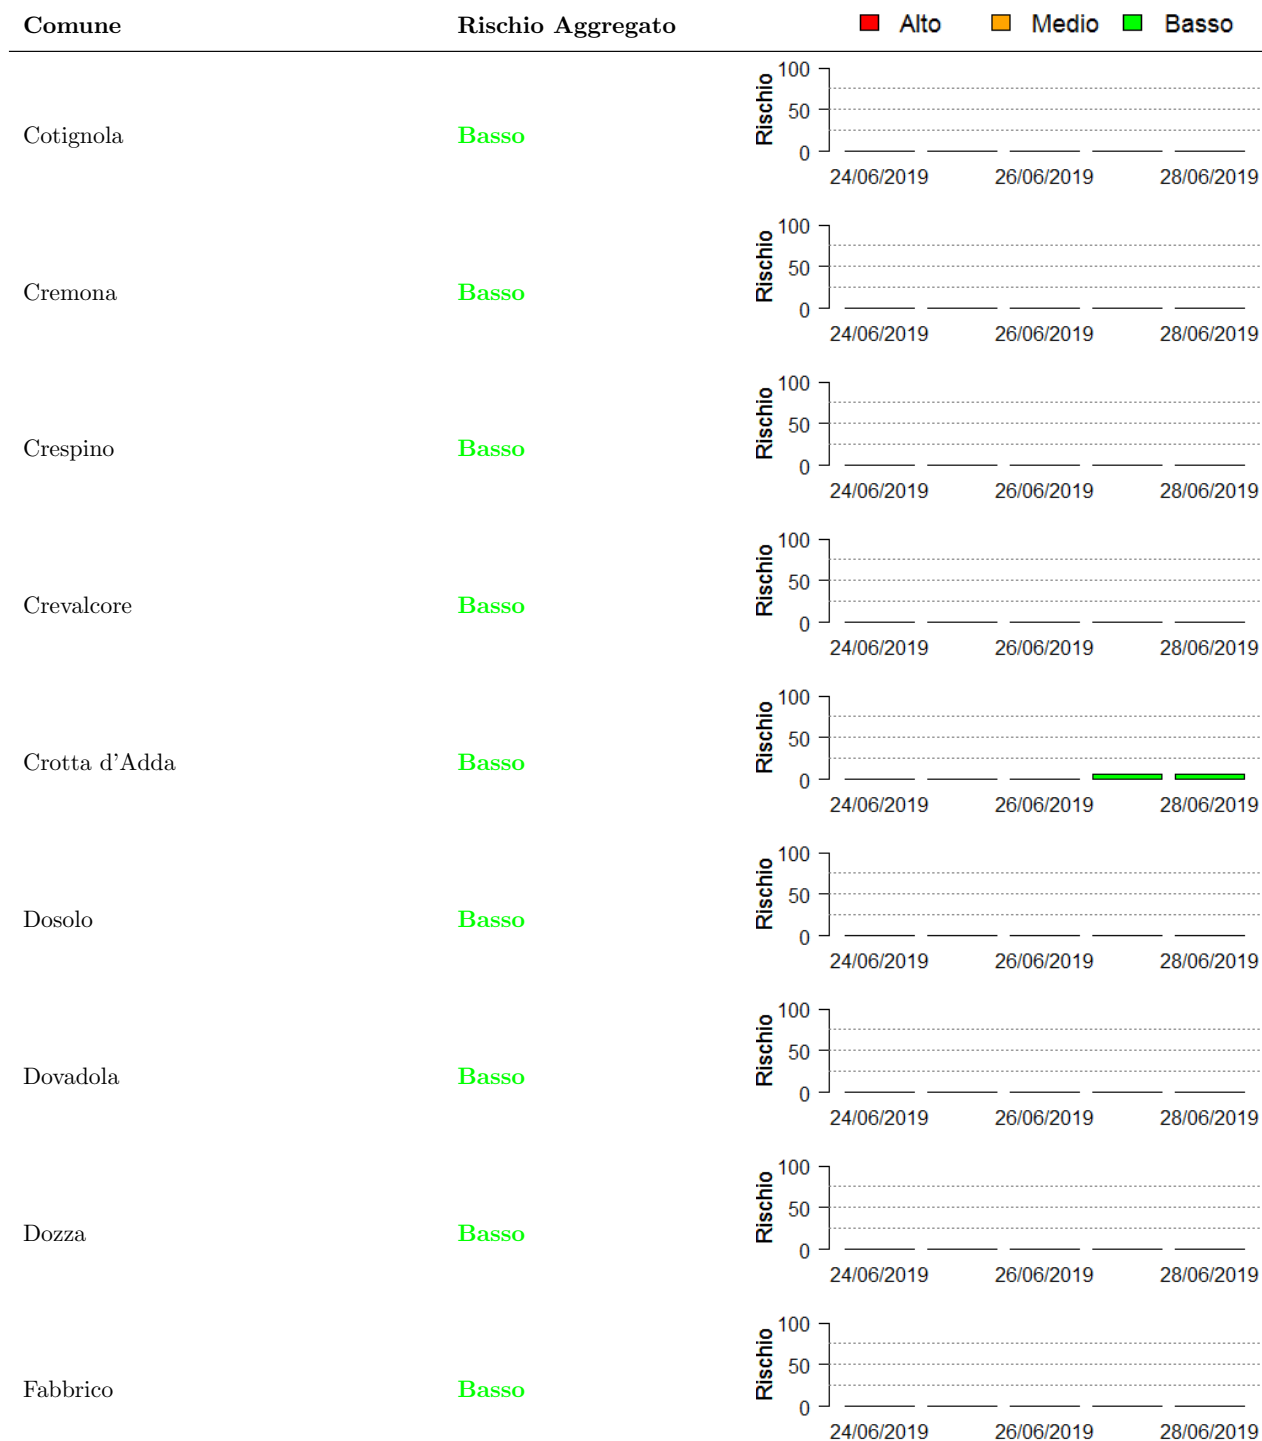 Comune Rischio Aggregato Alto Medio Basso
Cotignola Basso
Rischio
100
50
0
24/06/2019 26/06/2019 28/06/2019
Cremona Basso
Rischio
100
50
0
24/06/2019 26/06/2019 28/06/2019
Crespino Basso
Rischio
100
50
0
24/06/2019 26/06/2019 28/06/2019
Crevalcore Basso
Rischio
100
50
0
24/06/2019 26/06/2019 28/06/2019
Crotta d'Adda Basso
Rischio
100
50
0
24/06/2019 26/06/2019 28/06/2019
Dosolo Basso
Rischio
100
50
0
24/06/2019 26/06/2019 28/06/2019
Dovadola Basso
Rischio
100
50
0
24/06/2019 26/06/2019 28/06/2019
Dozza Basso
Rischio
100
50
0
24/06/2019 26/06/2019 28/06/2019
Fabbrico Basso
Rischio
100
50
0
24/06/2019 26/06/2019 28/06/2019